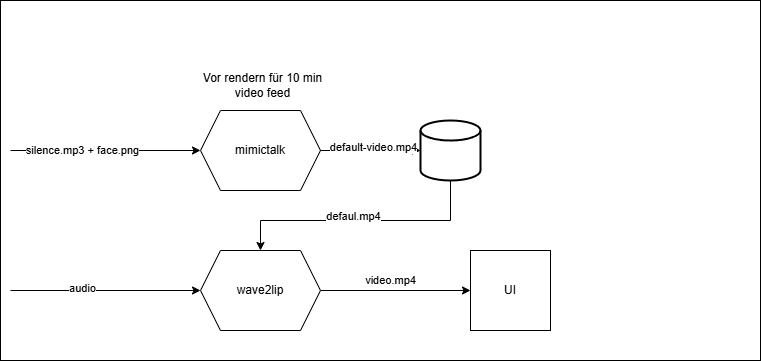 Vor rendern für 10 min
video feed
silence.mp3 + face.png
mimictalk
default-video.mp4
defaul.mp4
audio
wave2lip
video.mp4
UI